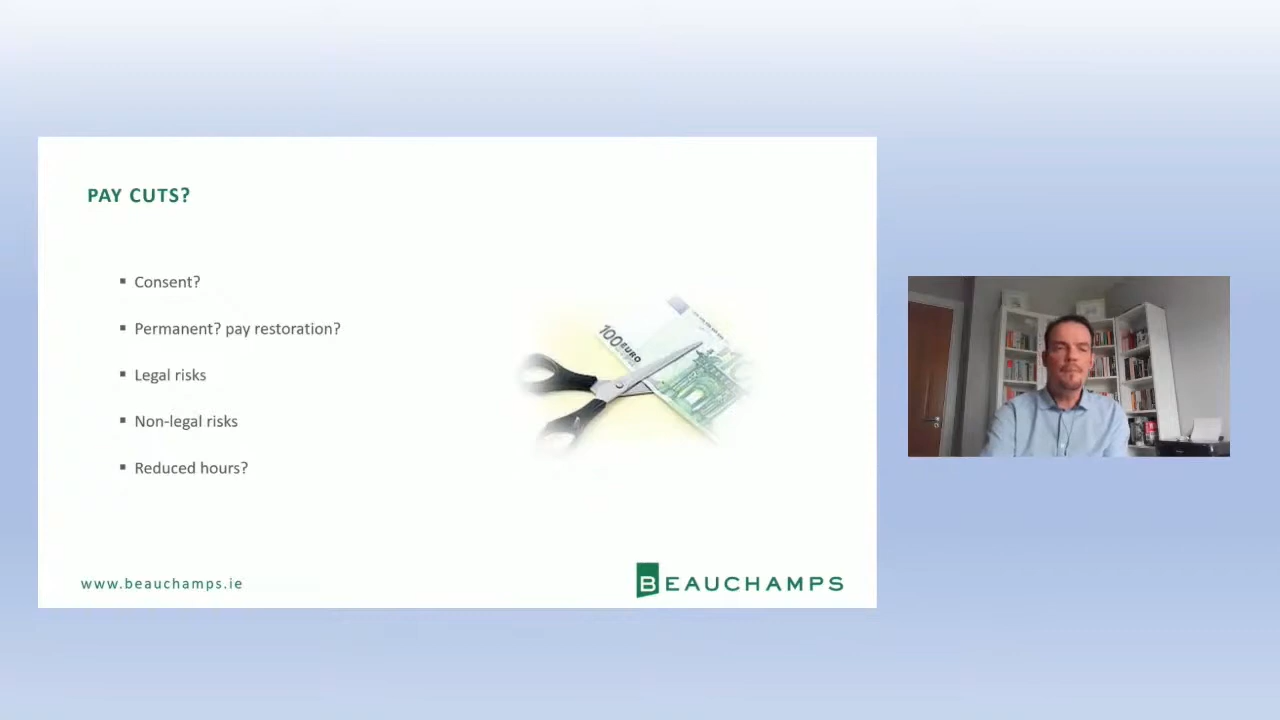 PAY CUTS?
▪ Consent?
▪ Permanent? pay restoration?
▪ Legal risks
▪ Non-legal risks
▪ Reduced hours?
100 EURO
www.beauchamps.ie
BEAUCHAMPS